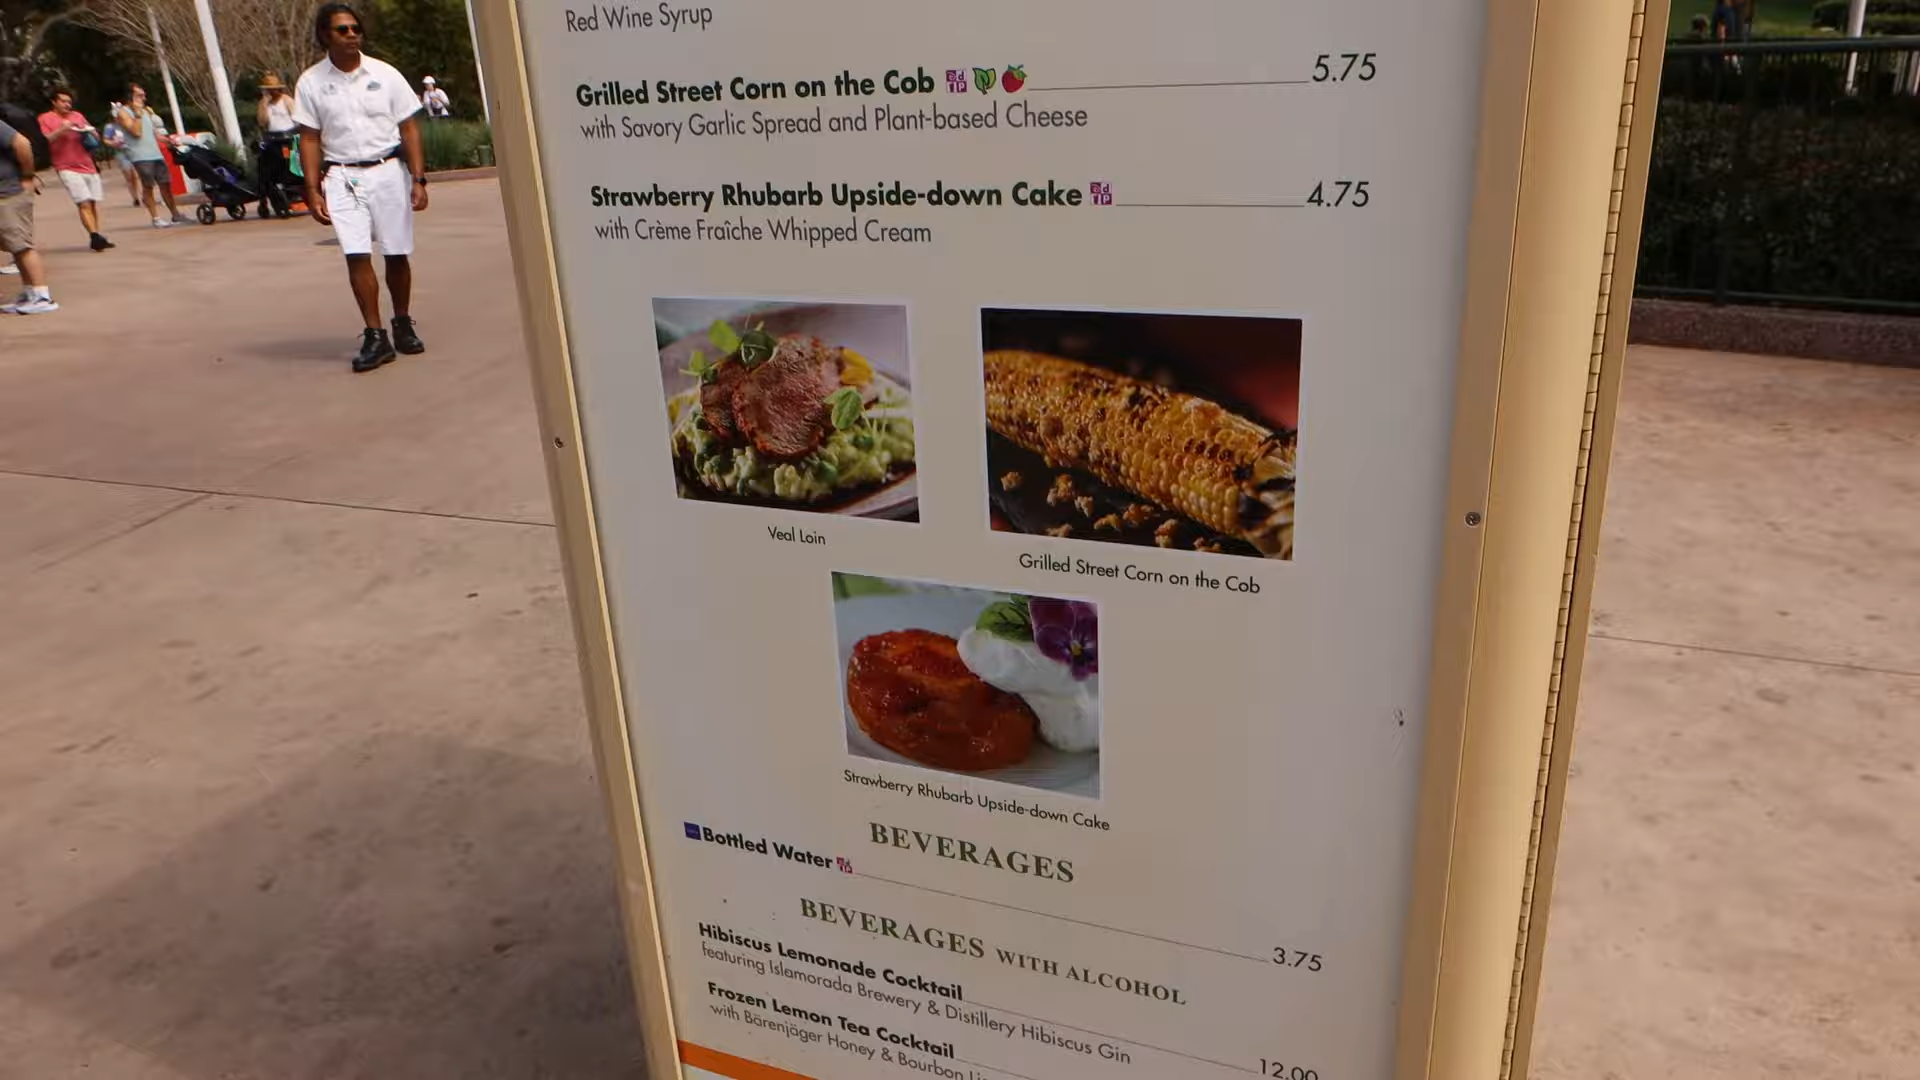 Red Wine Syrup
Grilled Street Corn on the Cob 5.75
with Savory Garlic Spread and Plant-based Cheese
Strawberry Rhubarb Upside-down Cake 4.75
with Crème Fraîche Whipped Cream
Veal Loin
Grilled Street Corn on the Cob
Strawberry Rhubarb Upside-down Cake
BEVERAGES
Bottled Water 3.75
BEVERAGES WITH ALCOHOL
Hibiscus Lemonade Cocktail 12.00
featuring Islamorada Brewery & Distillery Hibiscus Gin
Frozen Lemon Tea Cocktail
with Bärenjäger Honey & Bourbon